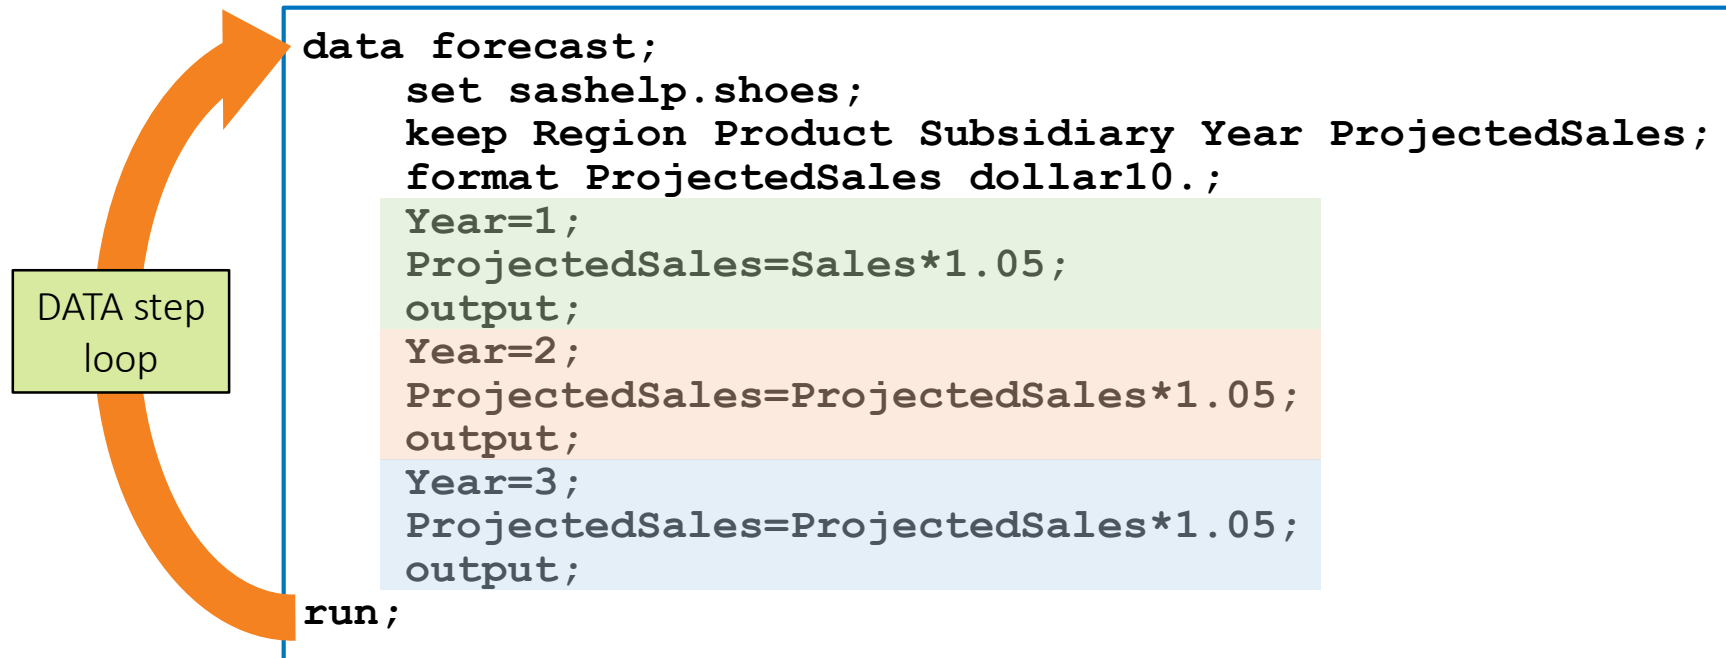 data forecast;
set sashelp.shoes;
keep Region Product Subsidiary Year ProjectedSales;
format ProjectedSales dollar10.;
Year=1;
ProjectedSales=Sales*1.05;
output;
Year=2;
ProjectedSales=ProjectedSales*1.05;
output;
Year=3;
ProjectedSales=ProjectedSales*1.05;
output;
run;
DATA step
loop